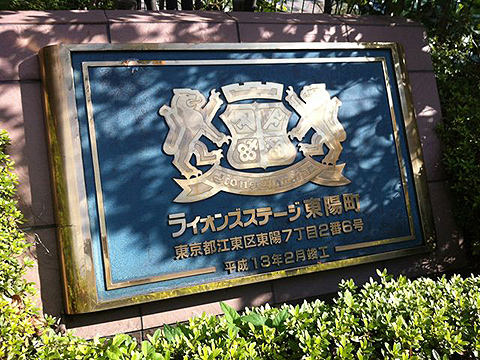 ライオンズステージ東陽町
東京都江東区東陽7丁目2番6号
平成13年2月竣工